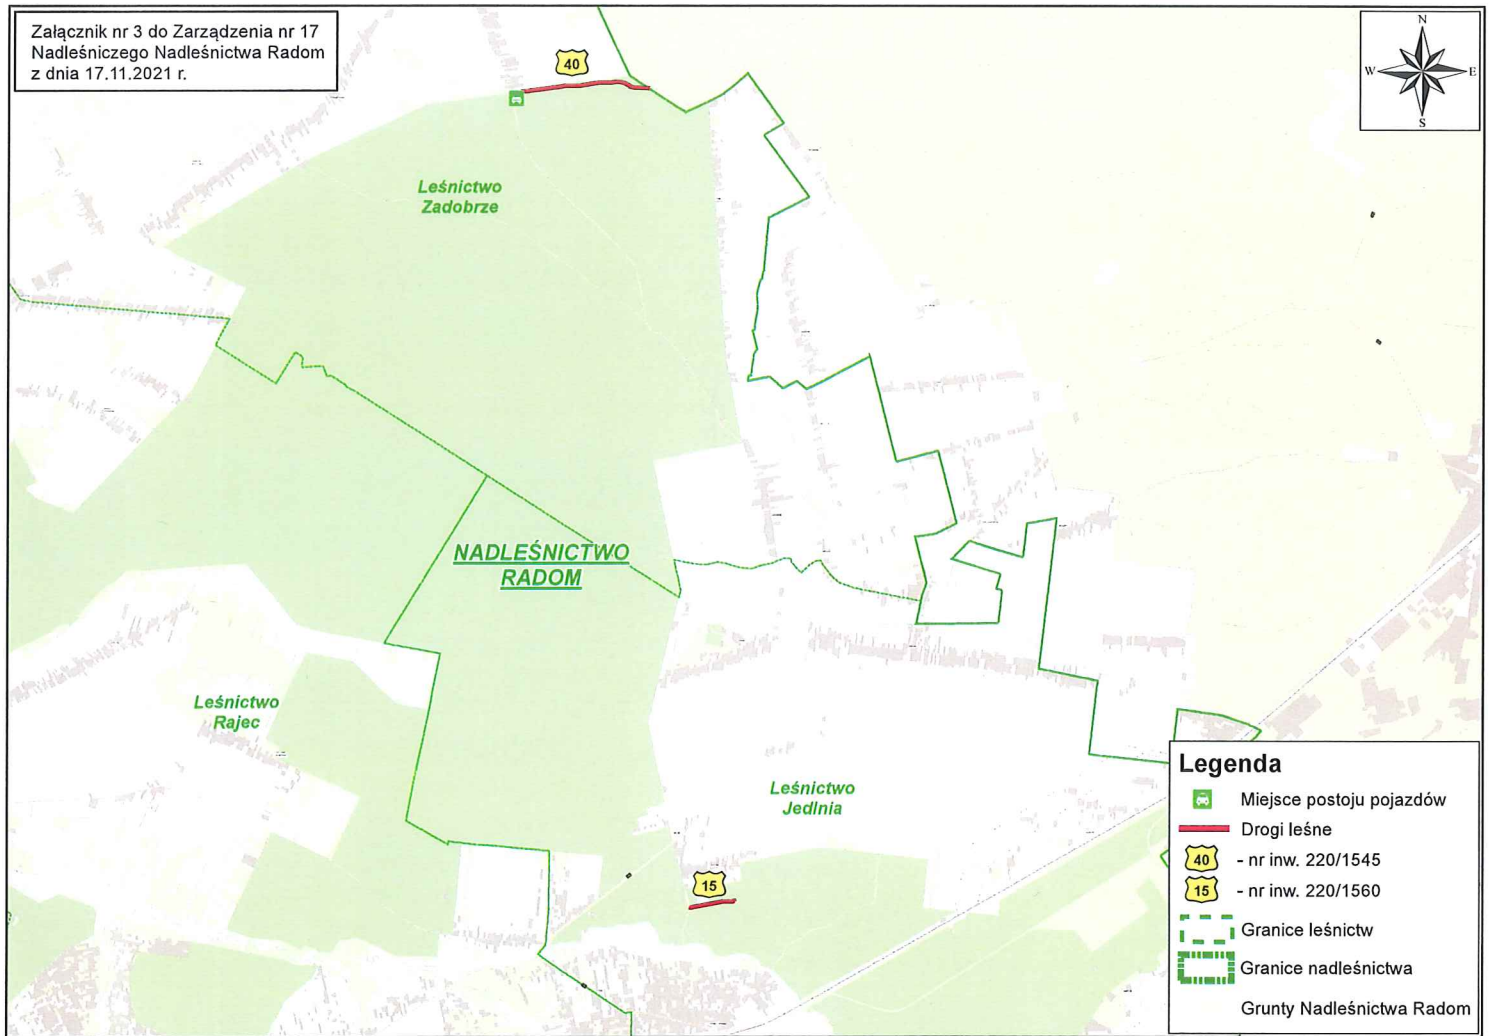 Załącznik nr 3 do Zarządzenia nr 17
Nadleśniczego Nadleśnictwa Radom
z dnia 17.11.2021 r.
N
W
E
S
40
Leśnictwo
Zadobrze
NADLEŚNICTWO
RADOM
Leśnictwo
Rajec
Leśnictwo
Jedlnia
15
Legenda
Miejsce postoju pojazdów
Drogi leśne
40 - nr inw. 220/1545
15 - nr inw. 220/1560
Granice leśnictw
Granice nadleśnictwa
Grunty Nadleśnictwa Radom